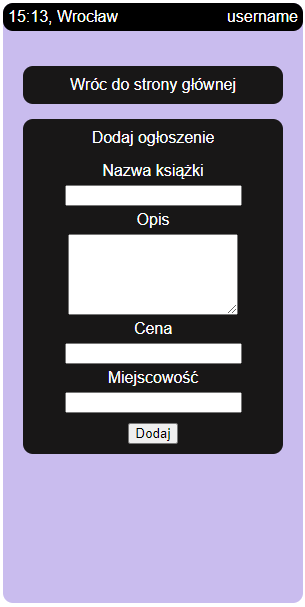 15:13, Wrocław username
Wróc do strony głównej
Dodaj ogłoszenie
Nazwa książki
Opis
Cena
Miejscowość
Dodaj